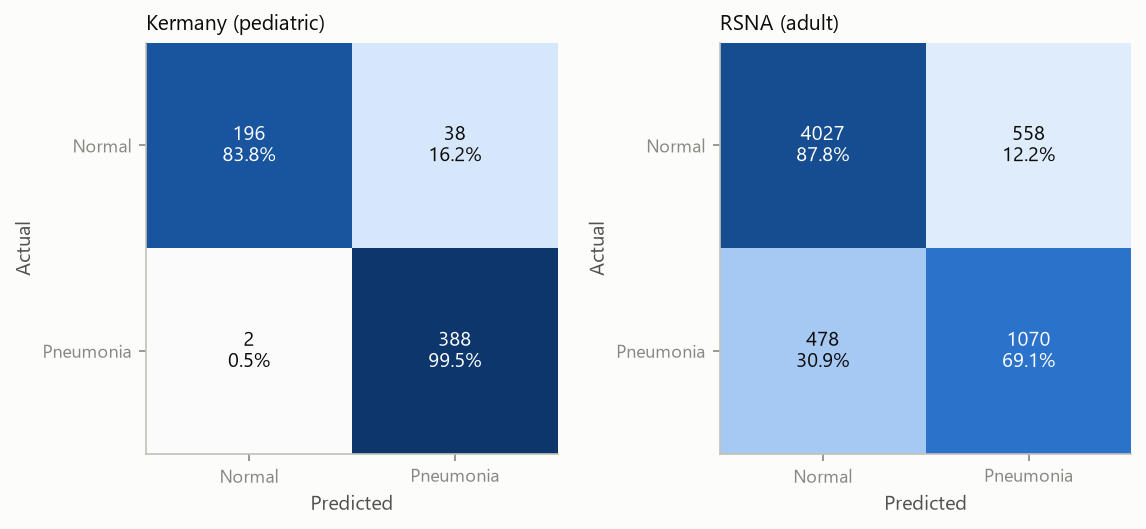 Kermany (pediatric)
Actual
Normal
Pneumonia
196
83.8%
38
16.2%
2
0.5%
388
99.5%
Normal
Pneumonia
Predicted
RSNA (adult)
Actual
Normal
Pneumonia
4027
87.8%
558
12.2%
478
30.9%
1070
69.1%
Normal
Pneumonia
Predicted